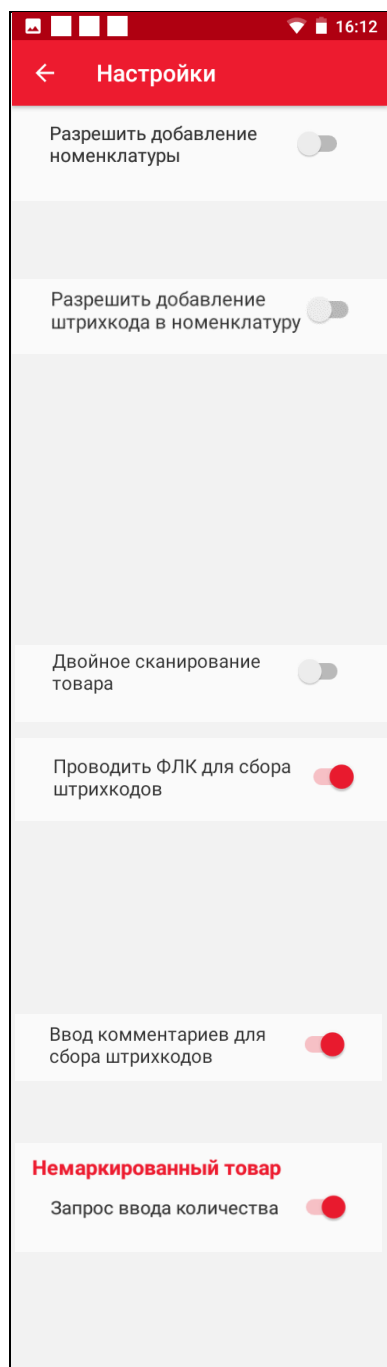 16:12
Настройки
Разрешить добавление
номенклатуры
Разрешить добавление
штрихкода в номенклатуру
Двойное сканирование
товара
Проводить ФЛК для сбора
штрихкодов
Ввод комментариев для
сбора штрихкодов
Немаркированный товар
Запрос ввода количества